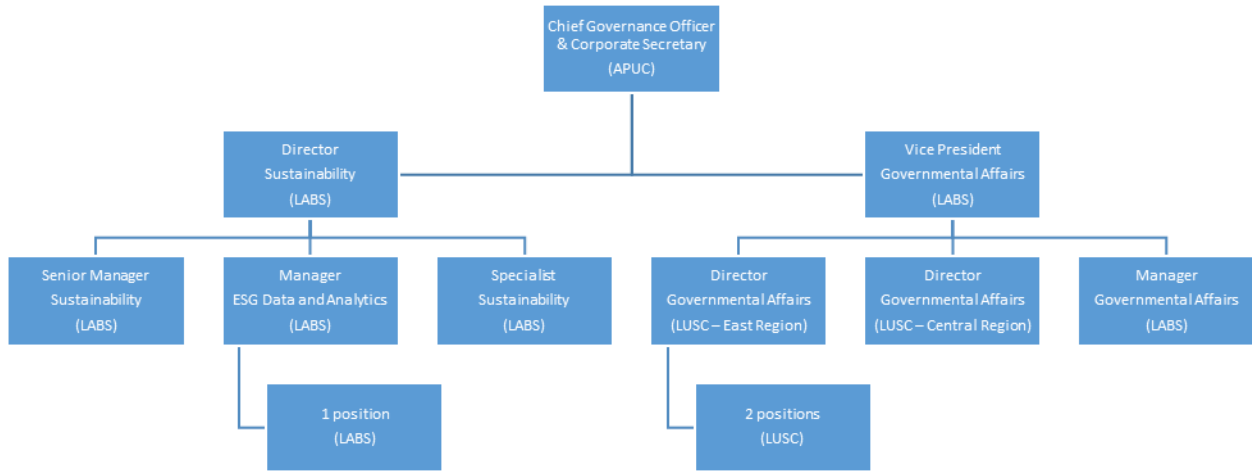 Chief Governance Officer
& Corporate Secretary
(APUC)
Director
Sustainability
(LABS)
Vice President
Governmental Affairs
(LABS)
Senior Manager
Sustainability
(LABS)
Manager
ESG Data and Analytics
(LABS)
Specialist
Sustainability
(LABS)
Director
Governmental Affairs
(LUSC – East Region)
Director
Governmental Affairs
(LUSC – Central Region)
Manager
Governmental Affairs
(LABS)
1 position
(LABS)
2 positions
(LUSC)